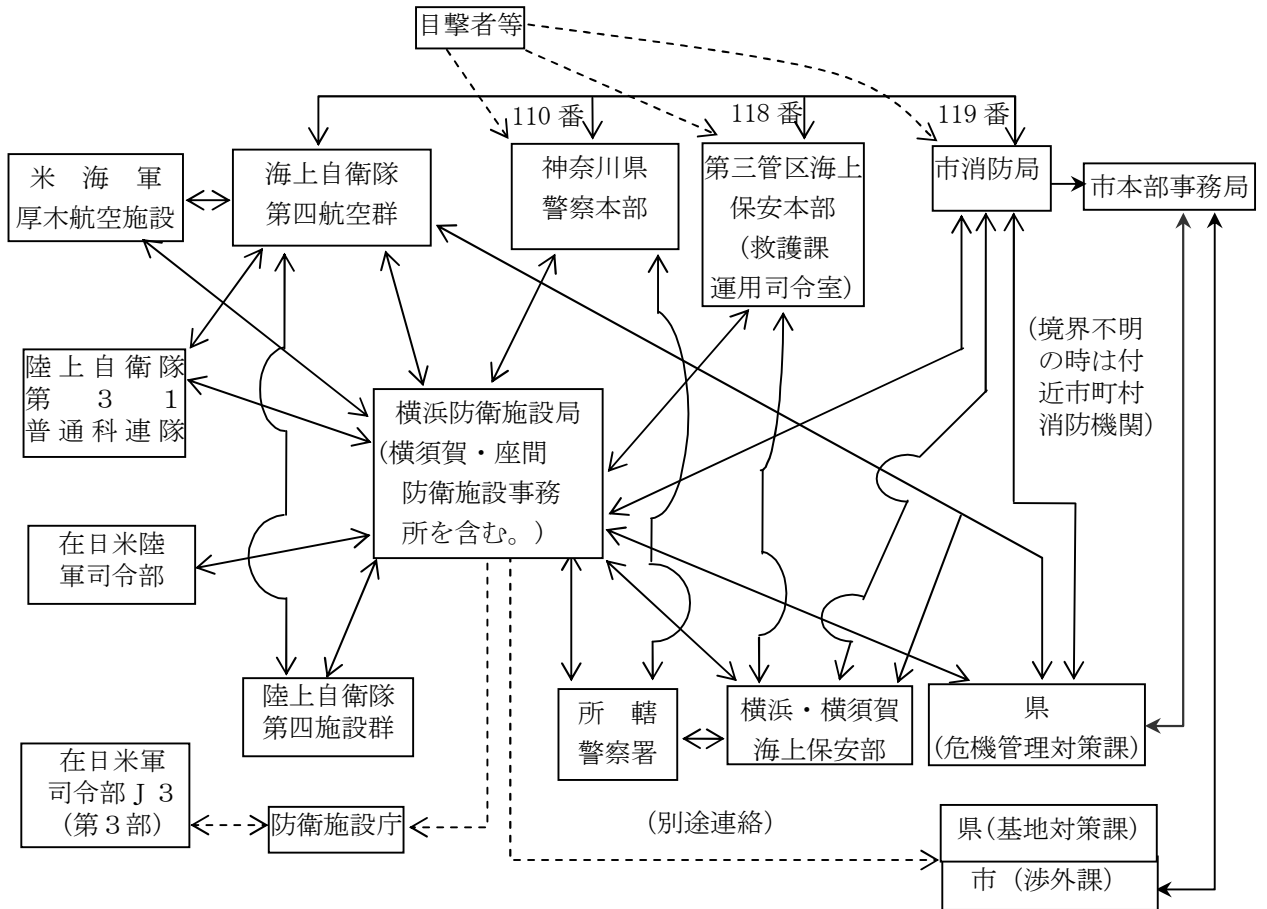 目撃者等
110番
118番
119番
米海軍
厚木航空施設
海上自衛隊
第四航空群
神奈川県
警察本部
第三管区海上
保安本部
(救護課
運用司令室)
市消防局
市本部事務局
(境界不明
の時は付
近市町村
消防機関)
陸上自衛隊
第31
普通科連隊
横浜防衛施設局
(横須賀・座間
防衛施設事務
所を含む。)
在日米陸
軍司令部
陸上自衛隊
第四施設群
所轄
警察署
横浜・横須賀
海上保安部
県
(危機管理対策課)
在日米軍
司令部J3
(第3部)
防衛施設庁
(別途連絡)
県(基地対策課)
市(渉外課)